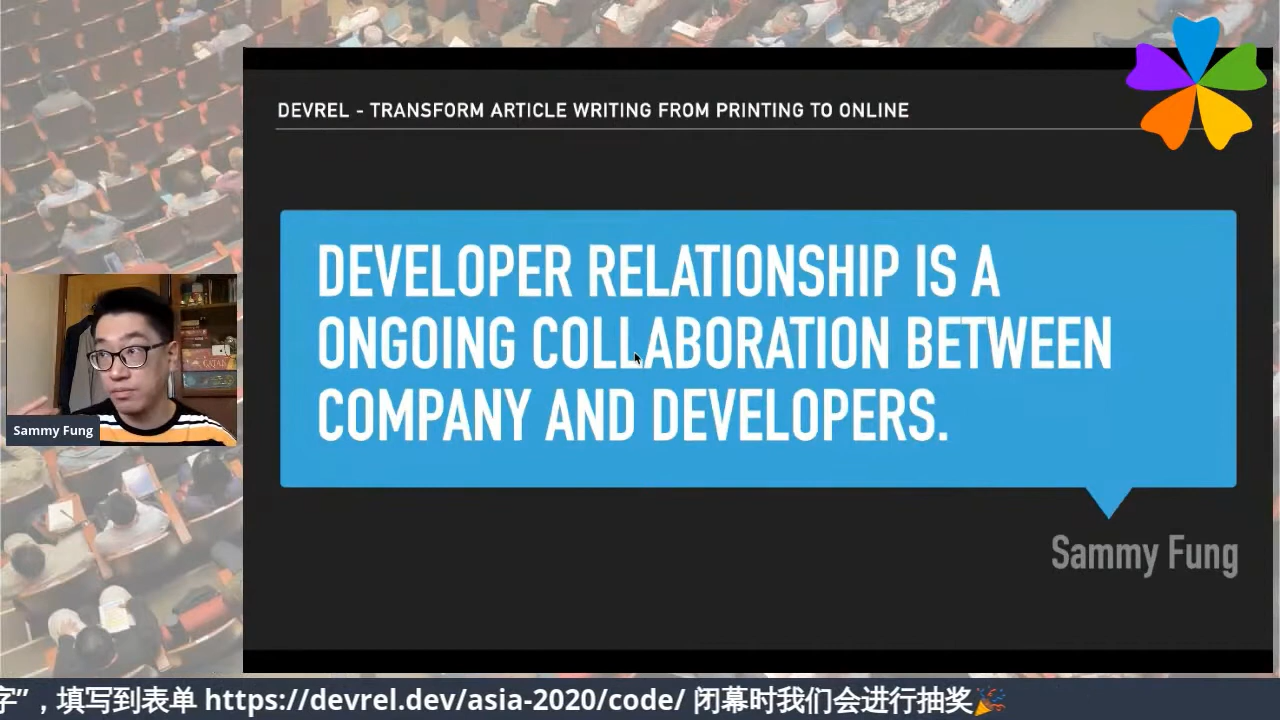 DEVREL - TRANSFORM ARTICLE WRITING FROM PRINTING TO ONLINE
DEVELOPER RELATIONSHIP IS A
ONGOING COLLABORATION BETWEEN
COMPANY AND DEVELOPERS.
Sammy Fung
Sammy Fung
CATAN
字”，填写到表单 https://devrel.dev/asia-2020/code/ 闭幕时我们会进行抽奖🎉